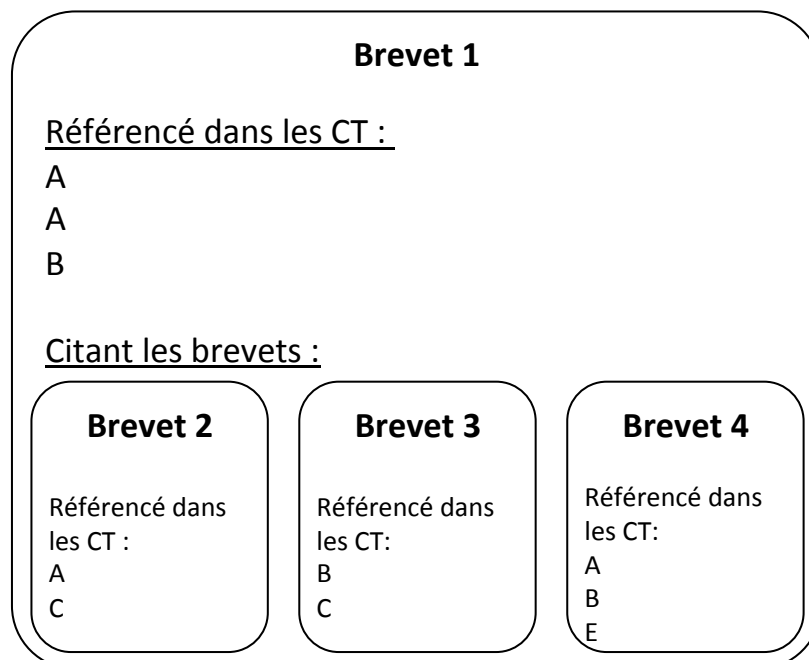 Brevet 1
Référencé dans les CT :
A
A
B
Citant les brevets :
Brevet 2
Référencé dans
les CT :
A
C
Brevet 3
Référencé dans
les CT:
B
C
Brevet 4
Référencé dans
les CT:
A
B
E